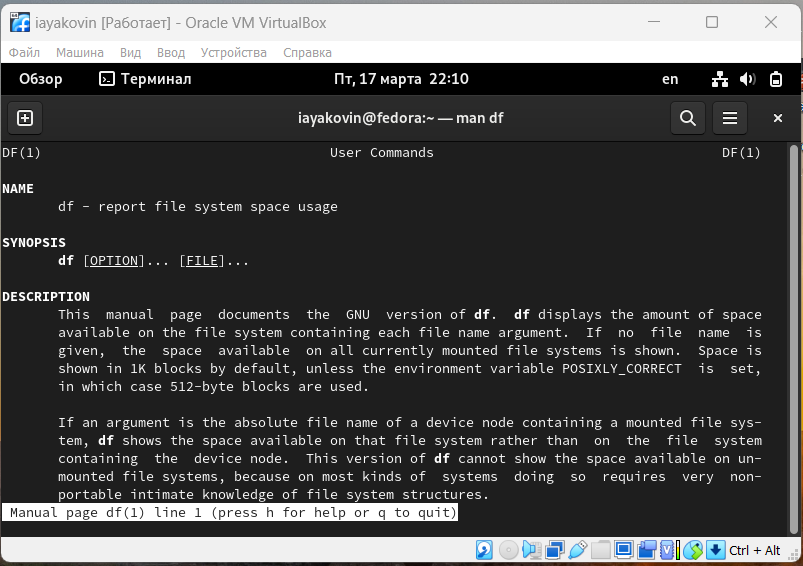 iayakovin [Работает] - Oracle VM VirtualBox
Файл Машина Вид Ввод Устройства Справка
Обзор Терминал Пт, 17 марта 22:10 en
iayakovin@fedora:~ — man df
DF(1) User Commands DF(1)
NAME
df - report file system space usage
SYNOPSIS
df [OPTION]... [FILE]...
DESCRIPTION
This manual page documents the GNU version of df. df displays the amount of space
available on the file system containing each file name argument. If no file name is
given, the space available on all currently mounted file systems is shown. Space is
shown in 1K blocks by default, unless the environment variable POSIXLY_CORRECT is set,
in which case 512-byte blocks are used.
If an argument is the absolute file name of a device node containing a mounted file sys-
tem, df shows the space available on that file system rather than on the file system
containing the device node. This version of df cannot show the space available on un-
mounted file systems, because on most kinds of systems doing so requires very non-
portable intimate knowledge of file system structures.
Manual page df(1) line 1 (press h for help or q to quit)
Ctrl + Alt